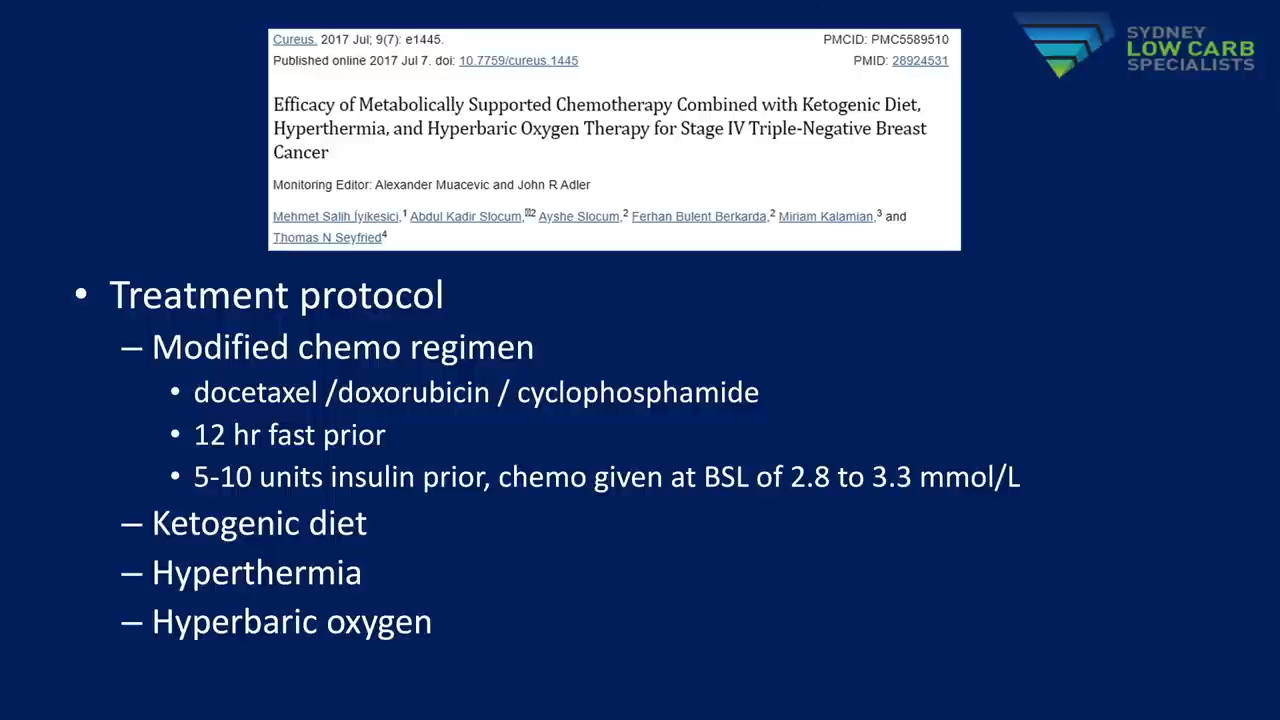 Cureus. 2017 Jul; 9(7): e1445.
PMCID: PMC5589510
Published online 2017 Jul 7. doi: 10.7759/cureus.1445
PMID: 28924531
Efficacy of Metabolically Supported Chemotherapy Combined with Ketogenic Diet,
Hyperthermia, and Hyperbaric Oxygen Therapy for Stage IV Triple-Negative Breast
Cancer
Monitoring Editor: Alexander Muacevic and John R Adler
Mehmet Salih İyikesici,1 Abdul Kadir Slocum,2 Ayshe Slocum,2 Ferhan Bulent Berkarda,2 Miriam Kalamian,3 and
Thomas N Seyfried4
SYDNEY
LOW CARB
SPECIALISTS
• Treatment protocol
– Modified chemo regimen
• docetaxel /doxorubicin / cyclophosphamide
• 12 hr fast prior
• 5-10 units insulin prior, chemo given at BSL of 2.8 to 3.3 mmol/L
– Ketogenic diet
– Hyperthermia
– Hyperbaric oxygen